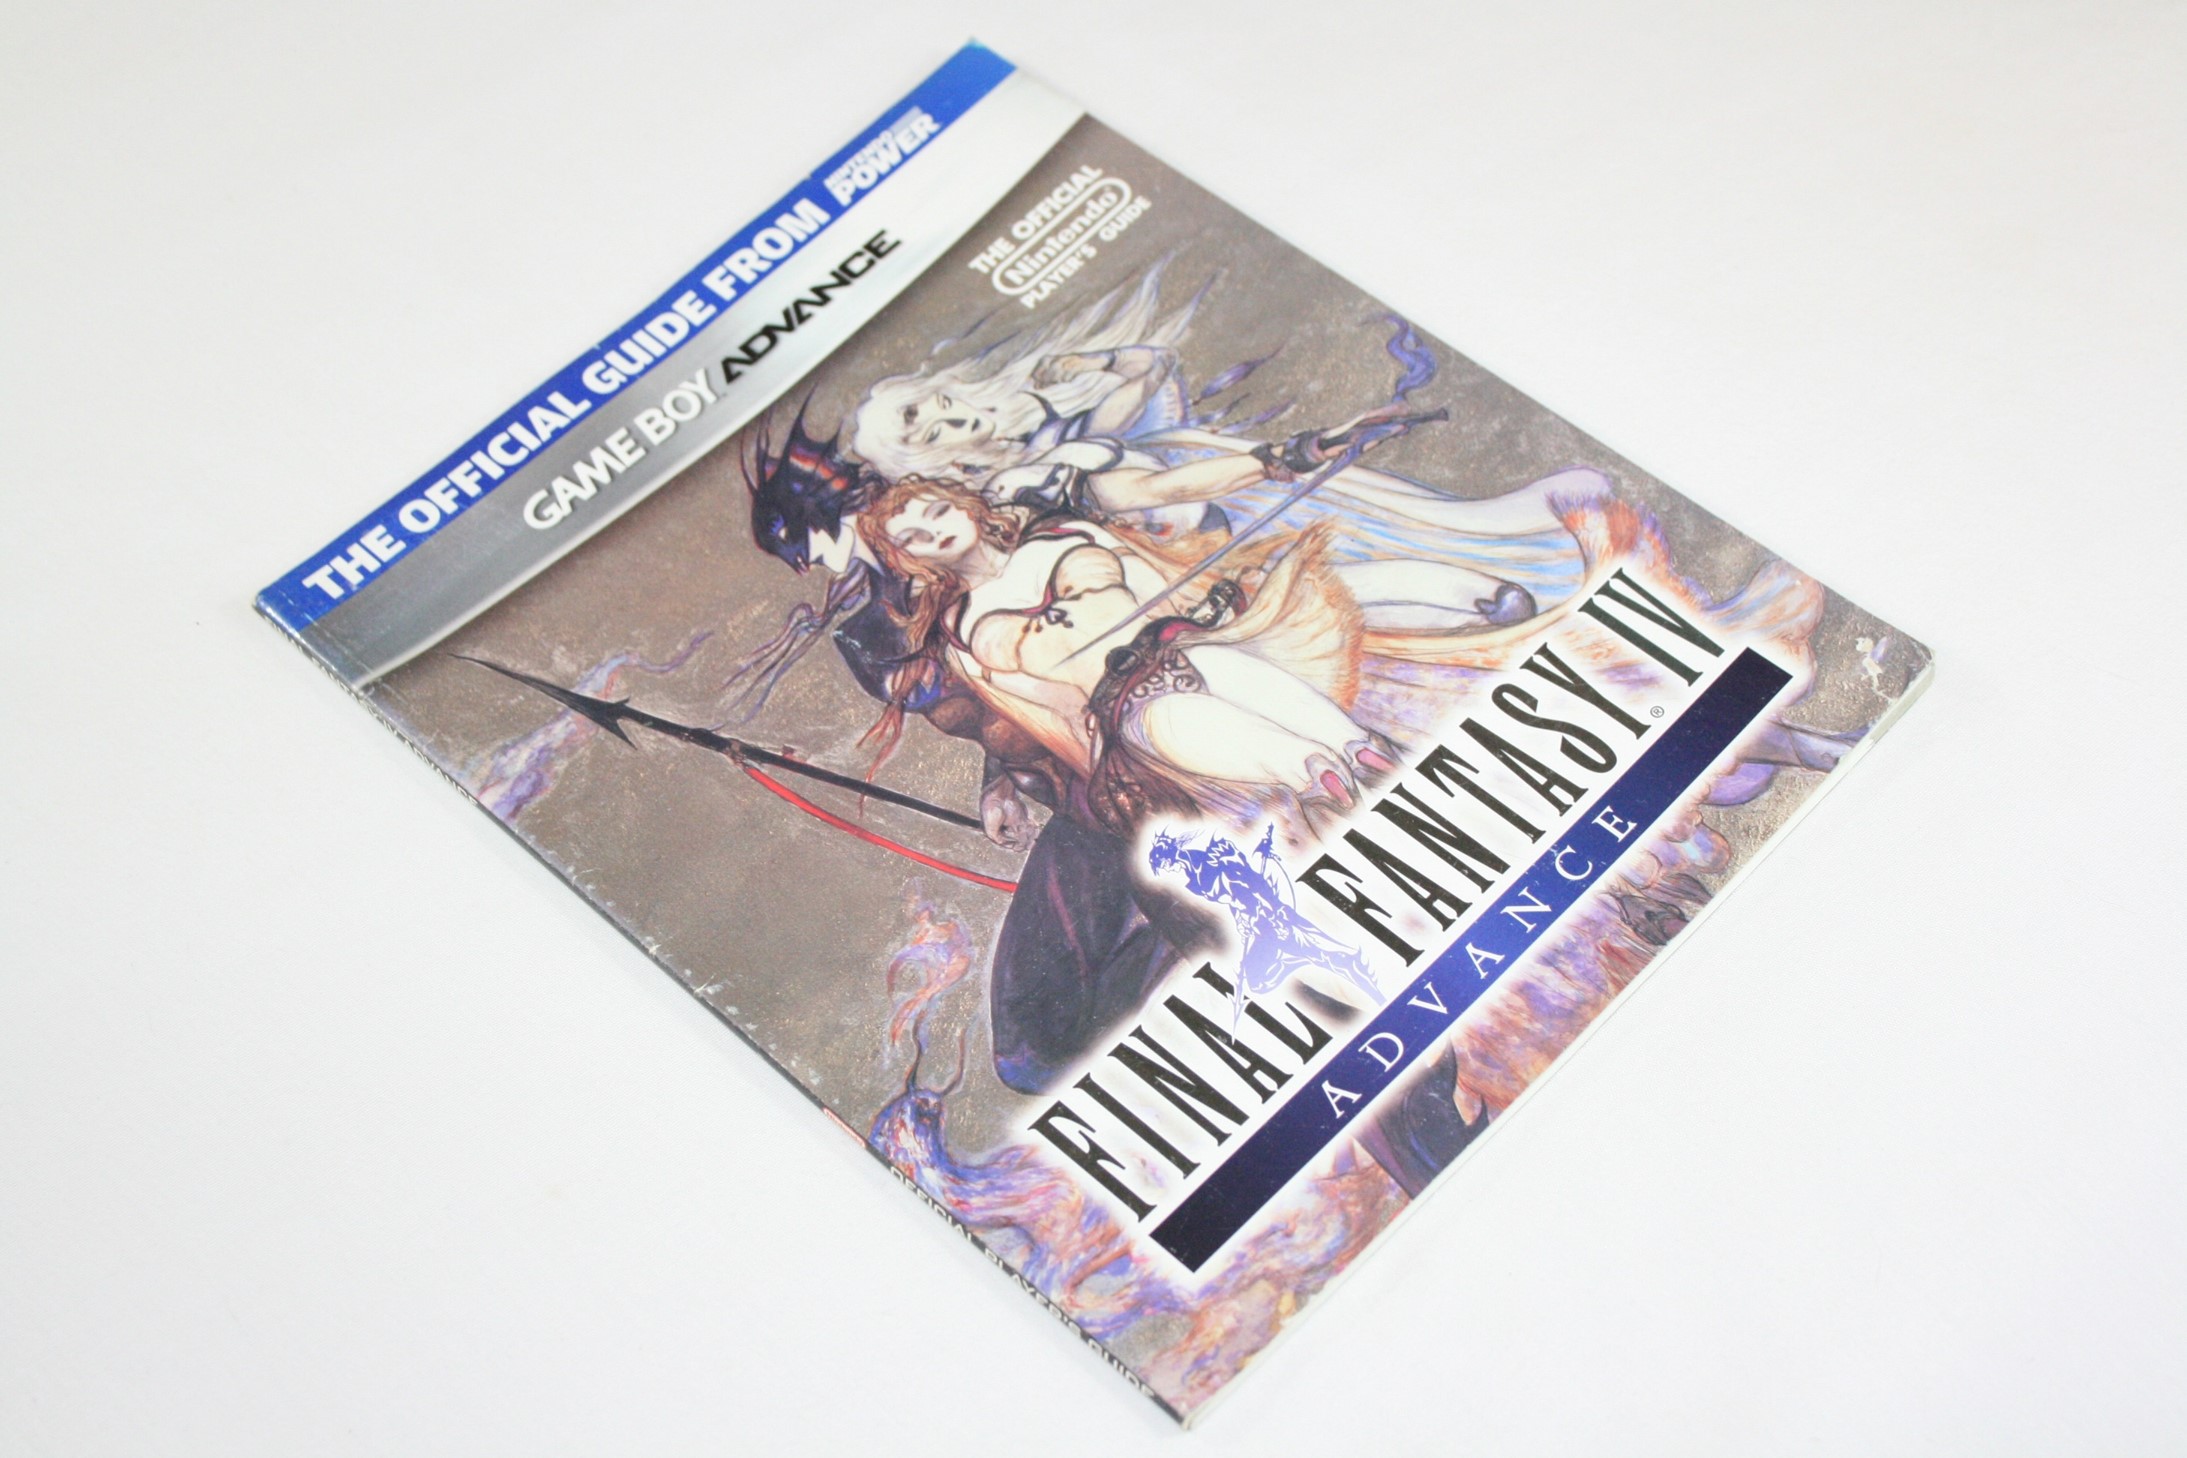 THE OFFICIAL GUIDE FROM NINTENDO POWER
GAME BOY ADVANCE
THE OFFICIAL
Nintendo®
PLAYER'S GUIDE
FINAL FANTASY IV®
ADVANCE
OFFICIAL PLAYER'S GUIDE